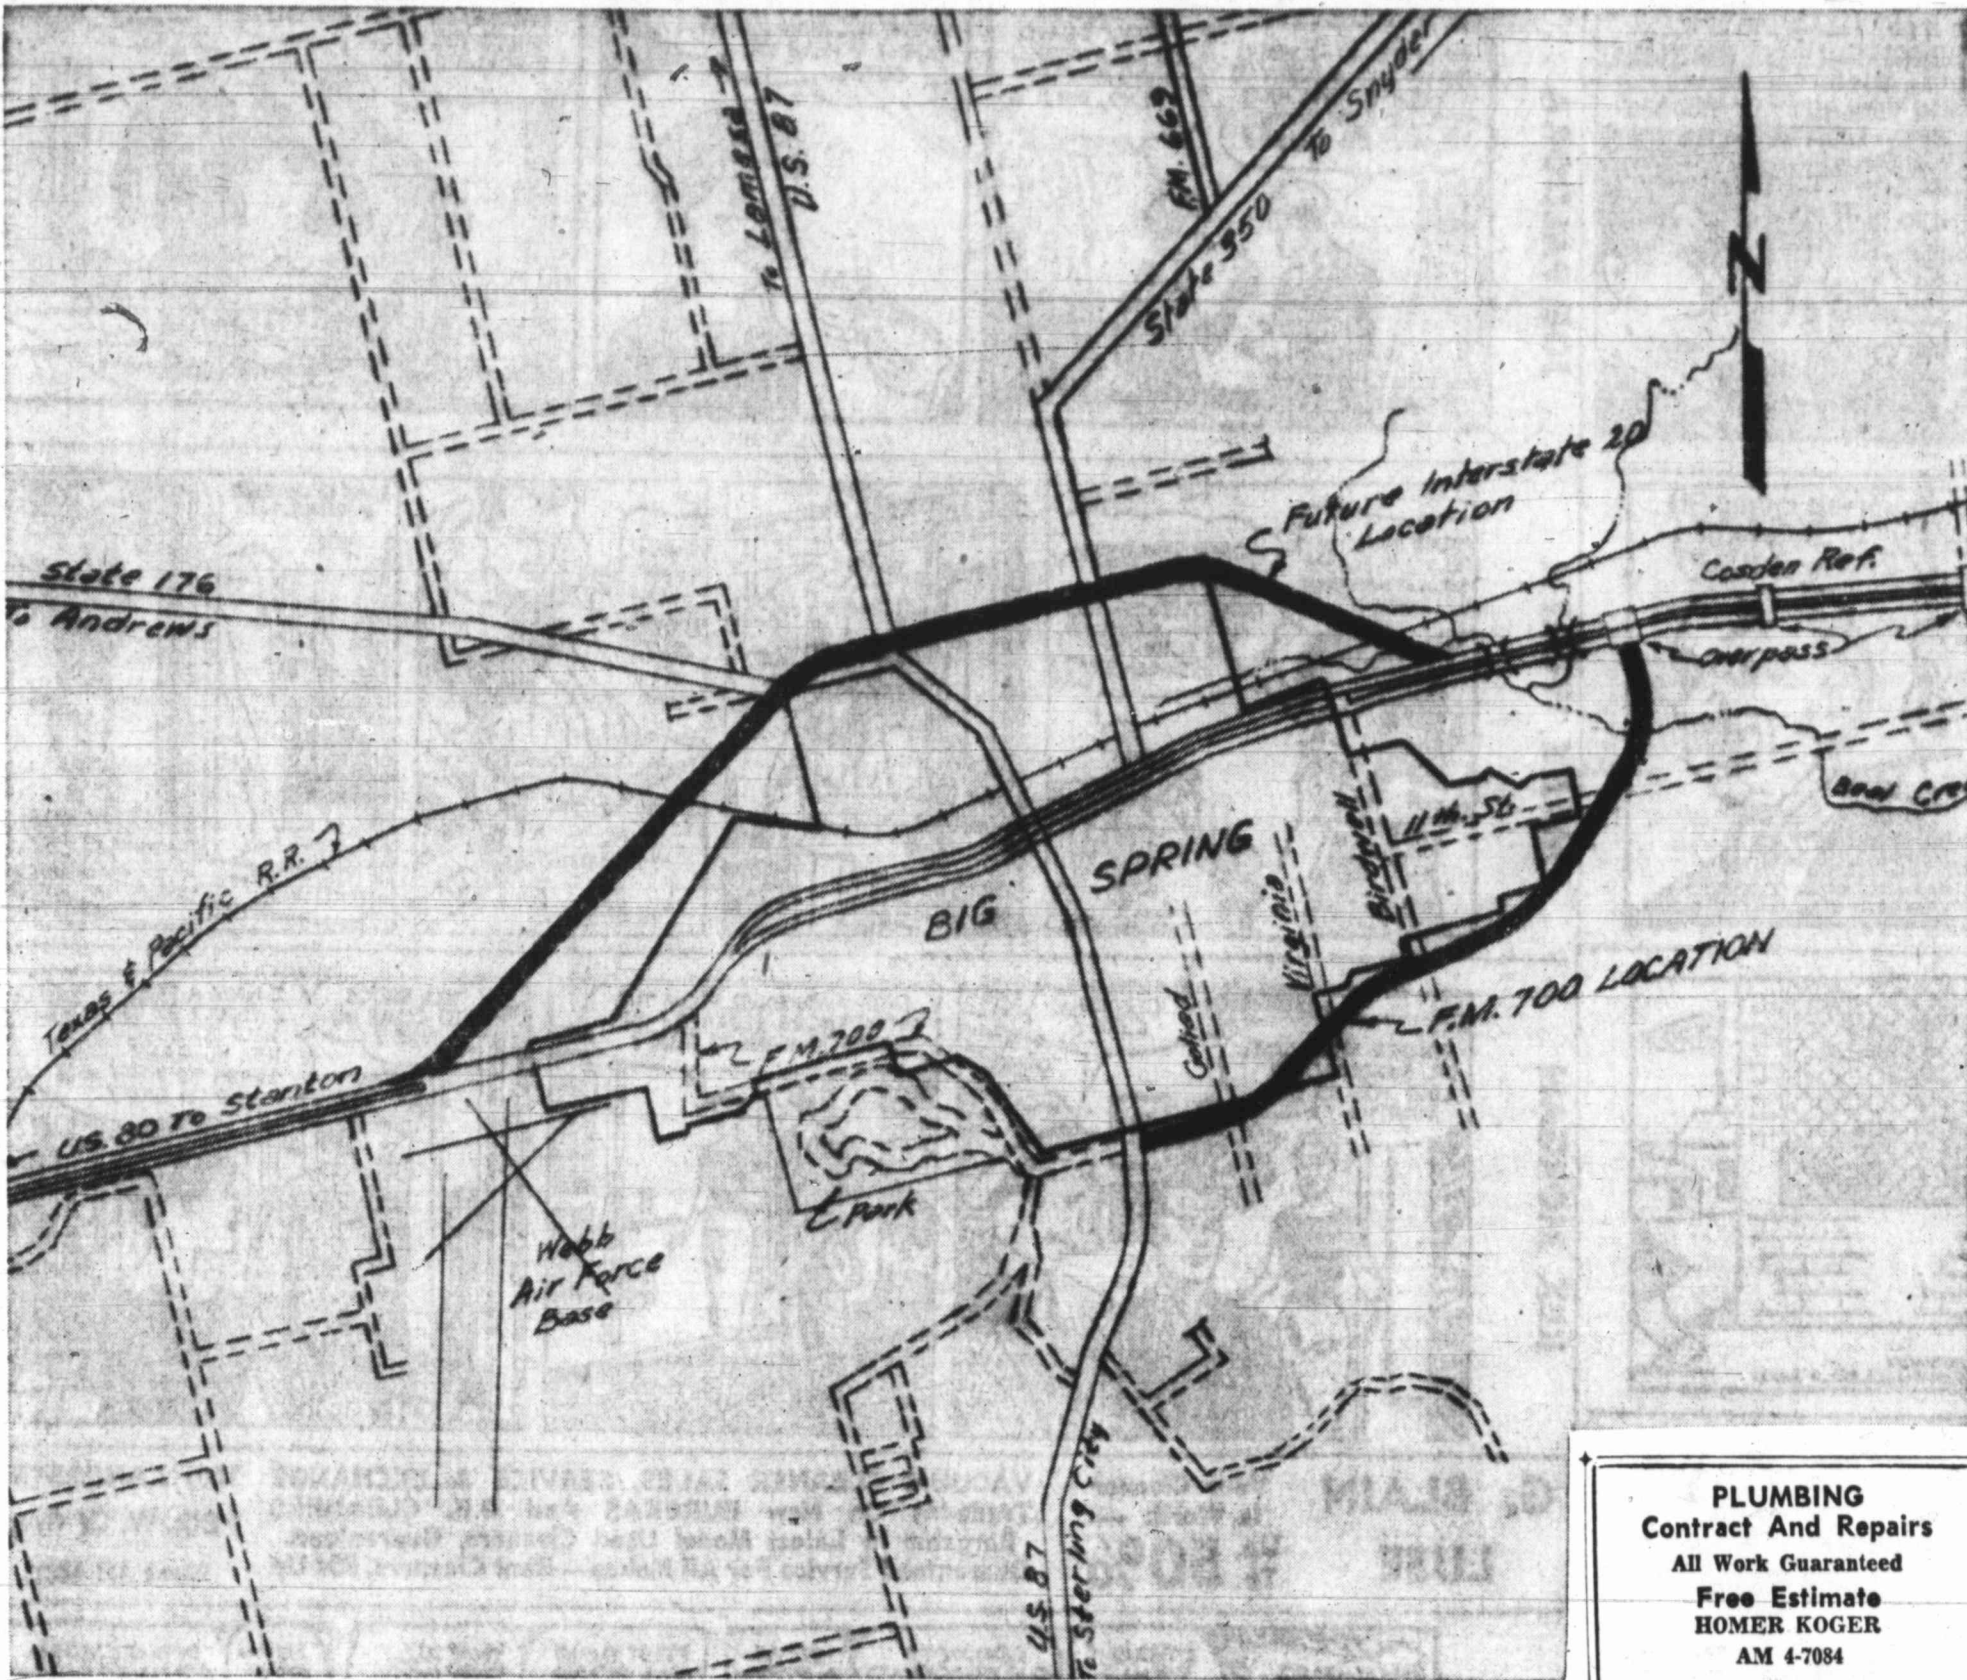 To Lamesa
U.S. 87
F.M. 669
To Snyder
State 350
N
Future Interstate 20
Location
State 176
To Andrews
Cosden Ref.
overpass
Texas & Pacific R.R.
11th. St.
SPRING
BIG
Virginia
Birdwell
Goliad
F.M. 700 LOCATION
F.M. 700
US. 80 To Stanton
Park
Webb
Air Force
Base
US. 87
To Sterling City
PLUMBING
Contract And Repairs
All Work Guaranteed
Free Estimate
HOMER KOGER
AM 4-7084